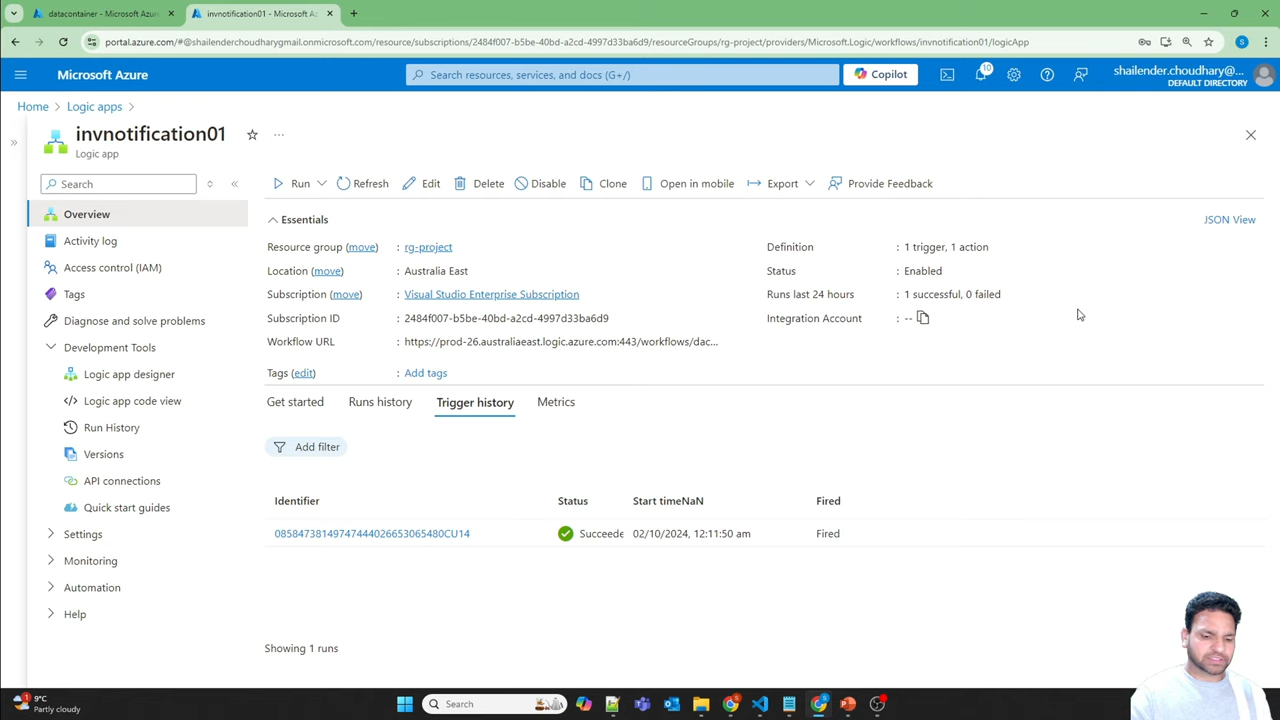 datacontainer - Microsoft Azure
invnotification01 - Microsoft Az
portal.azure.com/#@shailenderchoudharygmail.onmicrosoft.com/resource/subscriptions/2484f007-b5be-40bd-a2cd-4997d33ba6d9/resourceGroups/rg-project/providers/Microsoft.Logic/workflows/invnotification01/logicApp
S
Microsoft Azure
Search resources, services, and docs (G+/)
Copilot
10
shailender.choudhary@...
DEFAULT DIRECTORY
Home > Logic apps >
invnotification01
Logic app
Search
Run
Refresh
Edit
Delete
Disable
Clone
Open in mobile
Export
Provide Feedback
Overview
Activity log
Access control (IAM)
Tags
Diagnose and solve problems
Development Tools
Logic app designer
Logic app code view
Run History
Versions
API connections
Quick start guides
Settings
Monitoring
Automation
Help
Essentials
JSON View
Resource group (move) : rg-project
Location (move) : Australia East
Subscription (move) : Visual Studio Enterprise Subscription
Subscription ID : 2484f007-b5be-40bd-a2cd-4997d33ba6d9
Workflow URL : https://prod-26.australiaeast.logic.azure.com:443/workflows/dac...
Definition : 1 trigger, 1 action
Status : Enabled
Runs last 24 hours : 1 successful, 0 failed
Integration Account : --
Tags (edit) : Add tags
Get started
Runs history
Trigger history
Metrics
Add filter
Identifier Status Start timeNaN Fired
08584738149747444026653065480CU14 Succeede 02/10/2024, 12:11:50 am Fired
Showing 1 runs
1
9°C
Partly cloudy
Search